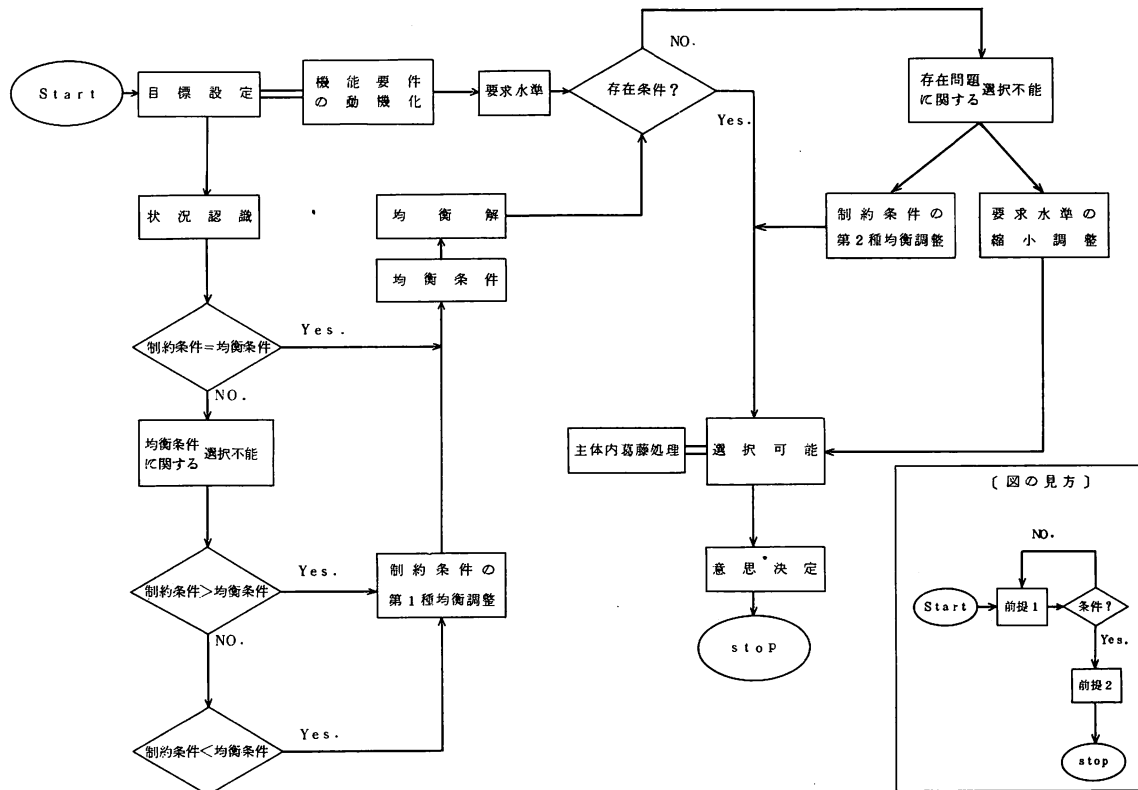 Start
目標設定
機能要件
の動機化
要求水準
存在条件？
NO.
Yes.
存在問題
に関する選択不能
状況認識
均衡解
均衡条件
制約条件の
第2種均衡調整
要求水準の
縮小調整
制約条件＝均衡条件
Yes.
NO.
均衡条件
に関する選択不能
主体内葛藤処理
選択可能
制約条件＞均衡条件
Yes.
NO.
制約条件の
第1種均衡調整
意思決定
stop
制約条件＜均衡条件
Yes.
〔図の見方〕
NO.
Start
前提1
条件？
Yes.
前提2
stop